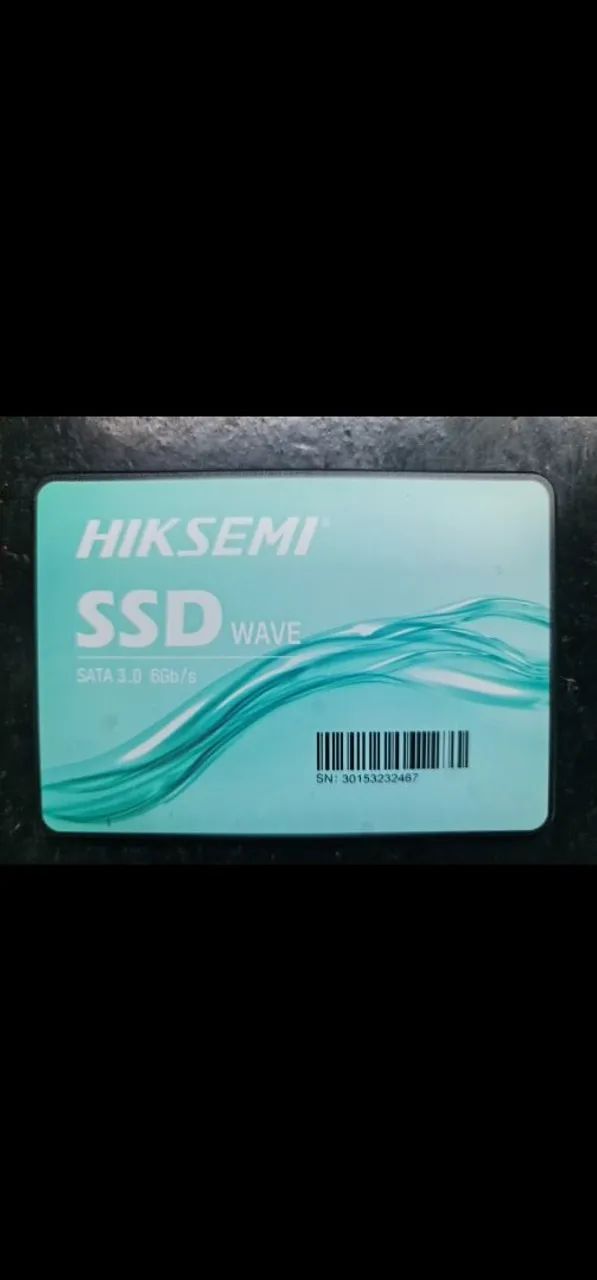 HIKSEMI®
SSD WAVE
SATA 3.0 6Gb/s
SN: 30153232467